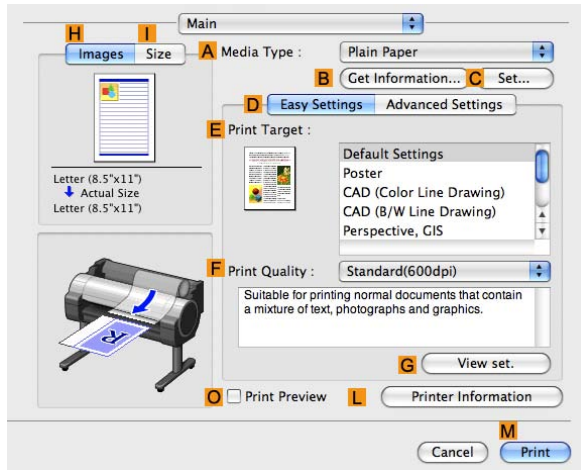 Main
H I
Images Size
A Media Type : Plain Paper
B Get Information... C Set...
D Easy Settings Advanced Settings
E Print Target :
Default Settings
Poster
CAD (Color Line Drawing)
CAD (B/W Line Drawing)
Perspective, GIS
Letter (8.5"x11")
Actual Size
Letter (8.5"x11")
F Print Quality : Standard(600dpi)
Suitable for printing normal documents that contain
a mixture of text, photographs and graphics.
R
G View set.
O Print Preview L Printer Information
M
Cancel Print